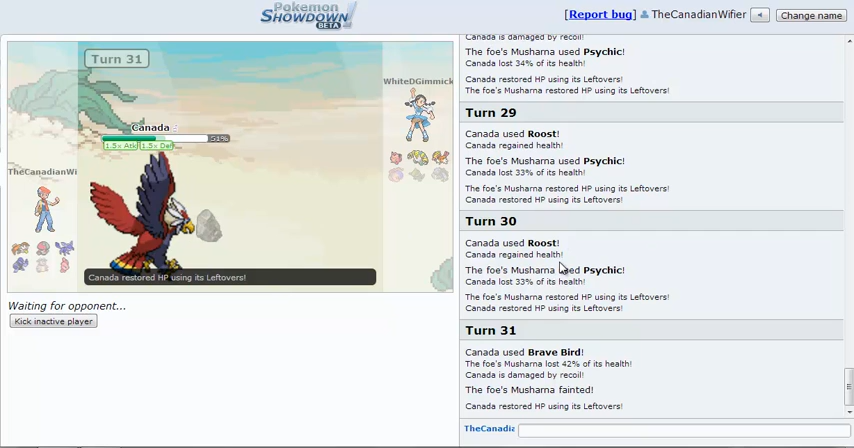 Pokemon
SHOWDOWN!
BETA
[Report bug]
TheCanadianWifier
Change name
Turn 31
WhiteDGimmick
Canada
51%
1.5× Atk
1.5× Def
TheCanadianWi
Canada restored HP using its Leftovers!
Waiting for opponent...
Kick inactive player
Canada is damaged by recoil!
The foe's Musharna used Psychic!
Canada lost 34% of its health!
Canada restored HP using its Leftovers!
The foe's Musharna restored HP using its Leftovers!
Turn 29
Canada used Roost!
Canada regained health!
The foe's Musharna used Psychic!
Canada lost 33% of its health!
The foe's Musharna restored HP using its Leftovers!
Canada restored HP using its Leftovers!
Turn 30
Canada used Roost!
Canada regained health!
The foe's Musharna used Psychic!
Canada lost 33% of its health!
The foe's Musharna restored HP using its Leftovers!
Canada restored HP using its Leftovers!
Turn 31
Canada used Brave Bird!
The foe's Musharna lost 42% of its health!
Canada is damaged by recoil!
The foe's Musharna fainted!
Canada restored HP using its Leftovers!
TheCanadia